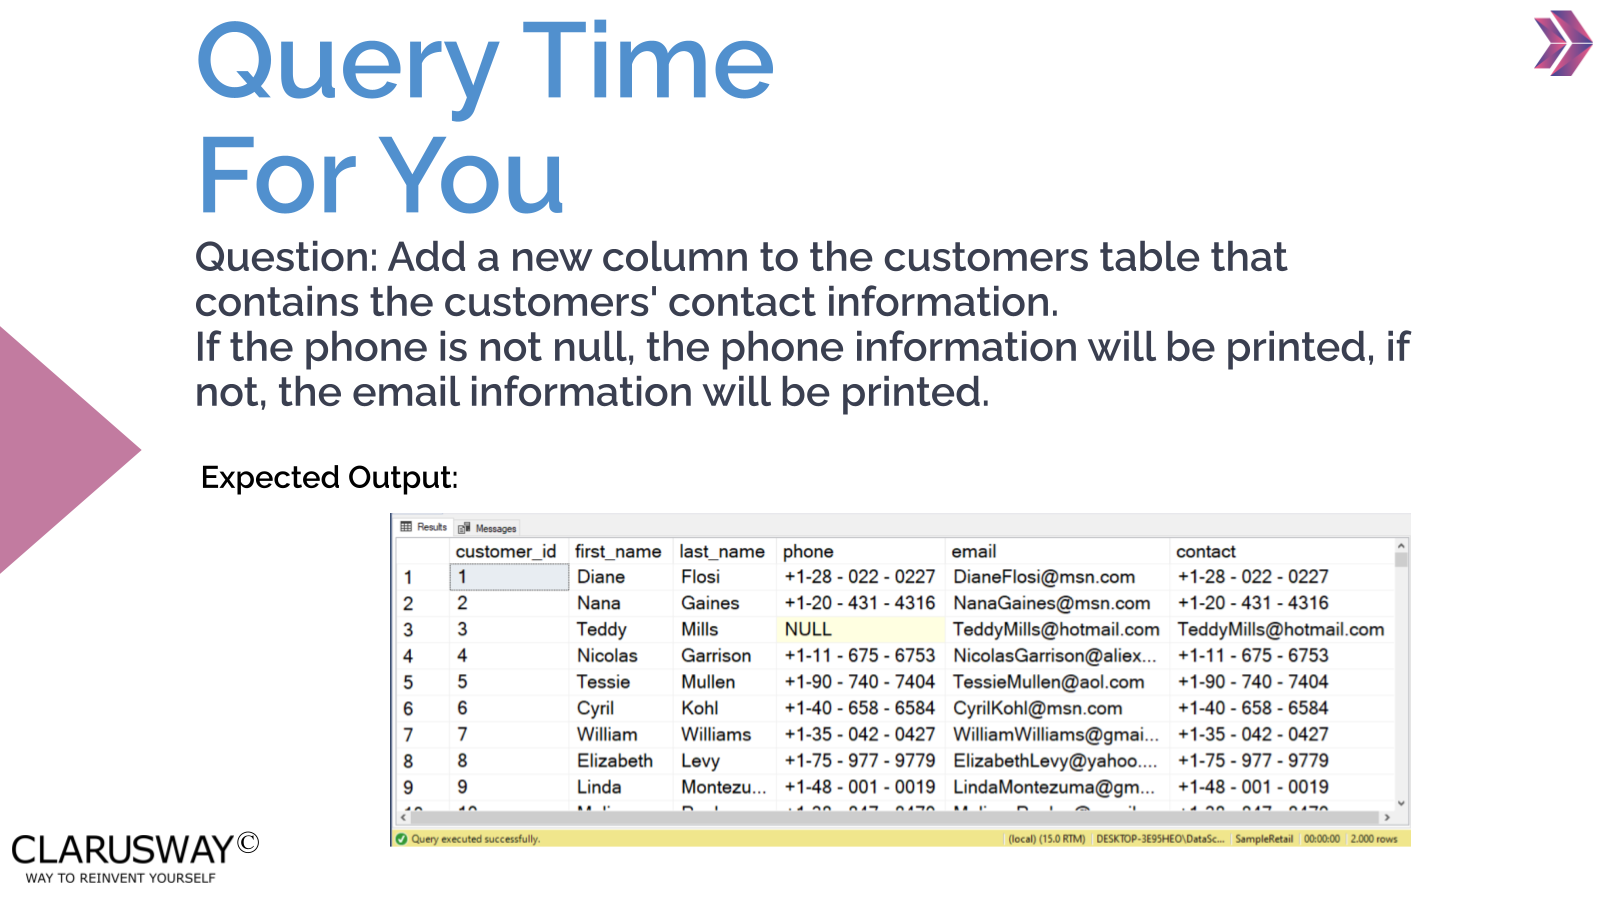 Query Time
For You
Question: Add a new column to the customers table that
contains the customers' contact information.
If the phone is not null, the phone information will be printed, if
not, the email information will be printed.
Expected Output:
Results Messages
customer_id first_name last_name phone email contact
1 1 Diane Flosi +1-28 - 022 - 0227 DianeFlosi@msn.com +1-28 - 022 - 0227
2 2 Nana Gaines +1-20 - 431 - 4316 NanaGaines@msn.com +1-20 - 431 - 4316
3 3 Teddy Mills NULL TeddyMills@hotmail.com TeddyMills@hotmail.com
4 4 Nicolas Garrison +1-11 - 675 - 6753 NicolasGarrison@aliex... +1-11 - 675 - 6753
5 5 Tessie Mullen +1-90 - 740 - 7404 TessieMullen@aol.com +1-90 - 740 - 7404
6 6 Cyril Kohl +1-40 - 658 - 6584 CyrilKohl@msn.com +1-40 - 658 - 6584
7 7 William Williams +1-35 - 042 - 0427 WilliamWilliams@gmai... +1-35 - 042 - 0427
8 8 Elizabeth Levy +1-75 - 977 - 9779 ElizabethLevy@yahoo.... +1-75 - 977 - 9779
9 9 Linda Montezu... +1-48 - 001 - 0019 LindaMontezuma@gm... +1-48 - 001 - 0019
Query executed successfully. (local) (15.0 RTM) DESKTOP-3E95HEO\DataSc... SampleRetail 00:00:00 2.000 rows
CLARUSWAY©
WAY TO REINVENT YOURSELF